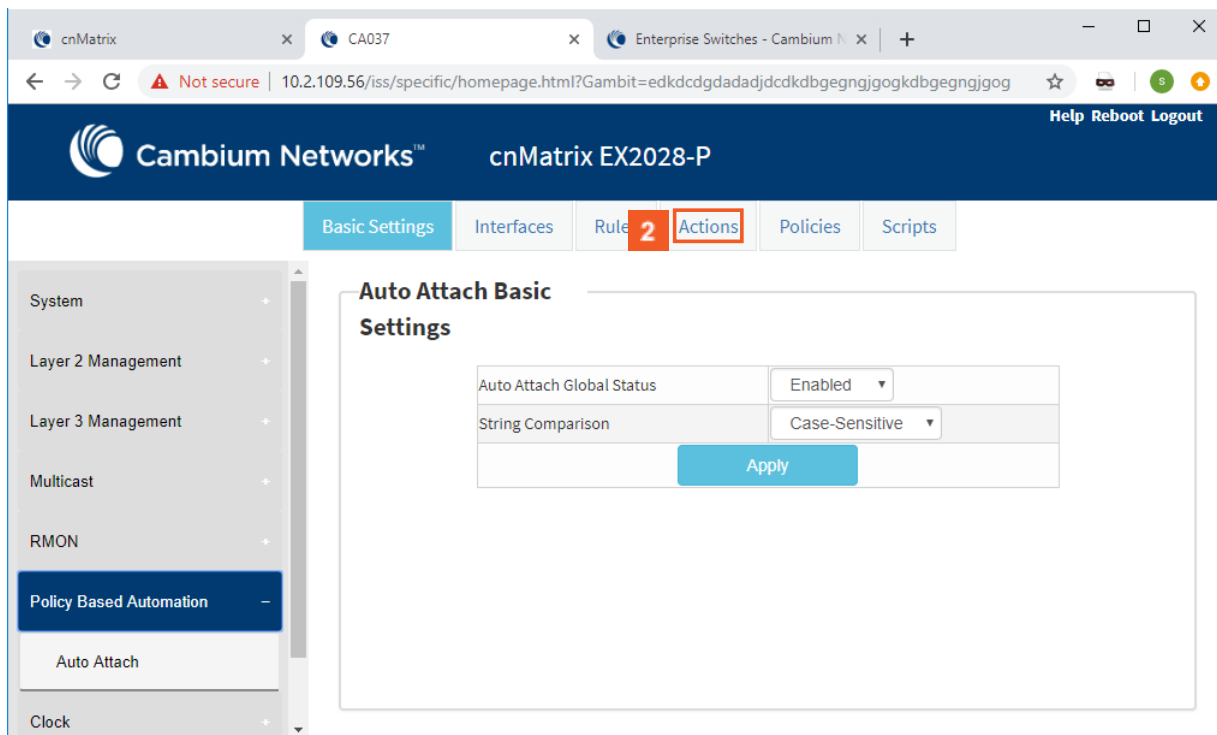 cnMatrix
CA037
Enterprise Switches - Cambium N
Not secure | 10.2.109.56/iss/specific/homepage.html?Gambit=edkdcdgdadadjdcdkdbgegngjgogkdbgegngjgog
S
Help Reboot Logout
Cambium Networks™
cnMatrix EX2028-P
Basic Settings
Interfaces
Rule
2
Actions
Policies
Scripts
System +
Layer 2 Management +
Layer 3 Management +
Multicast +
RMON +
Policy Based Automation −
Auto Attach
Clock +
Auto Attach Basic
Settings
Auto Attach Global Status Enabled
String Comparison Case-Sensitive
Apply